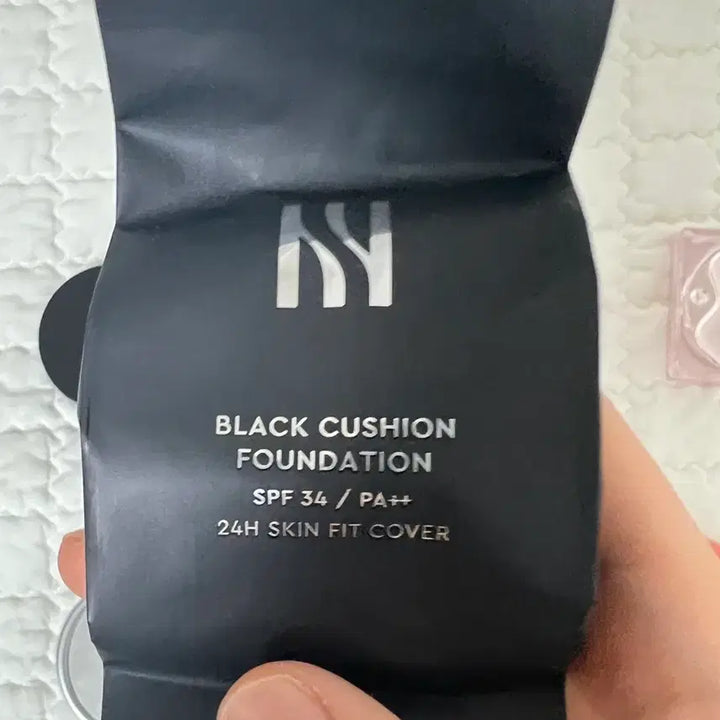 BLACK CUSHION
FOUNDATION
SPF 34 / PA++
24H SKIN FIT COVER